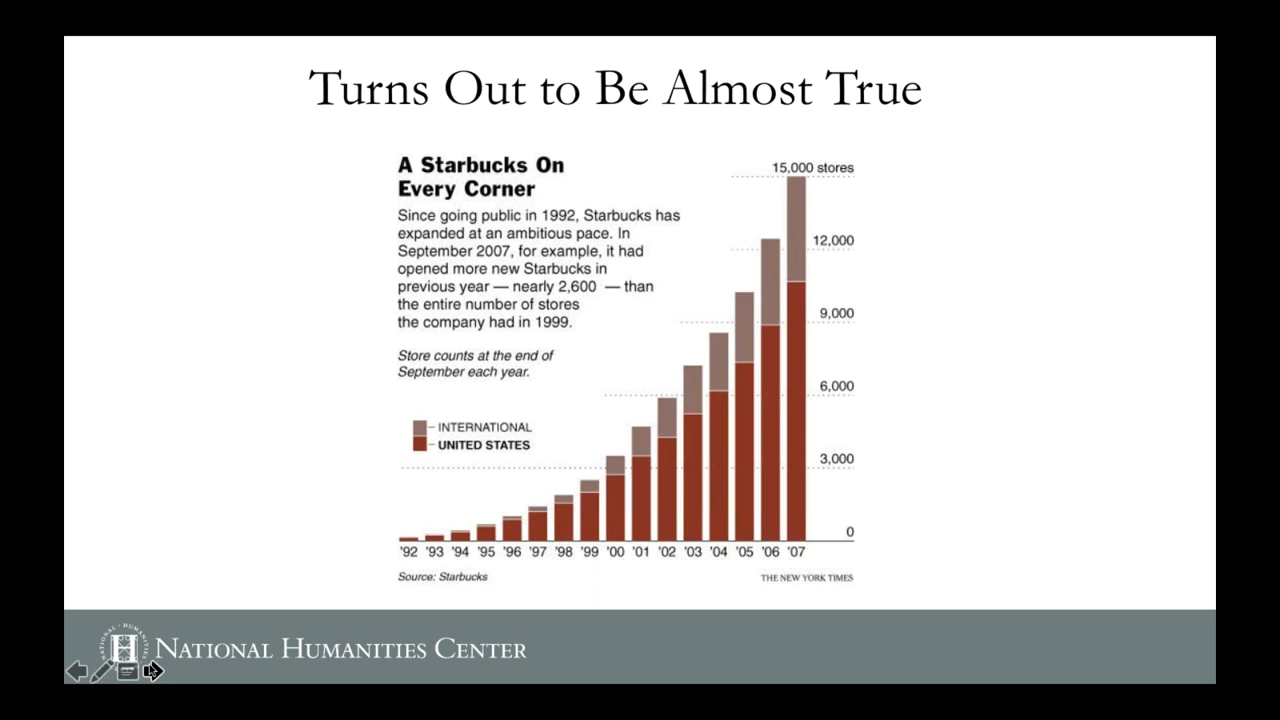 Turns Out to Be Almost True
A Starbucks On
Every Corner
Since going public in 1992, Starbucks has
expanded at an ambitious pace. In
September 2007, for example, it had
opened more new Starbucks in
previous year — nearly 2,600 — than
the entire number of stores
the company had in 1999.
Store counts at the end of
September each year.
INTERNATIONAL
UNITED STATES
15,000 stores
12,000
9,000
6,000
3,000
0
'92 '93 '94 '95 '96 '97 '98 '99 '00 '01 '02 '03 '04 '05 '06 '07
Source: Starbucks
THE NEW YORK TIMES
NATIONAL HUMANITIES CENTER